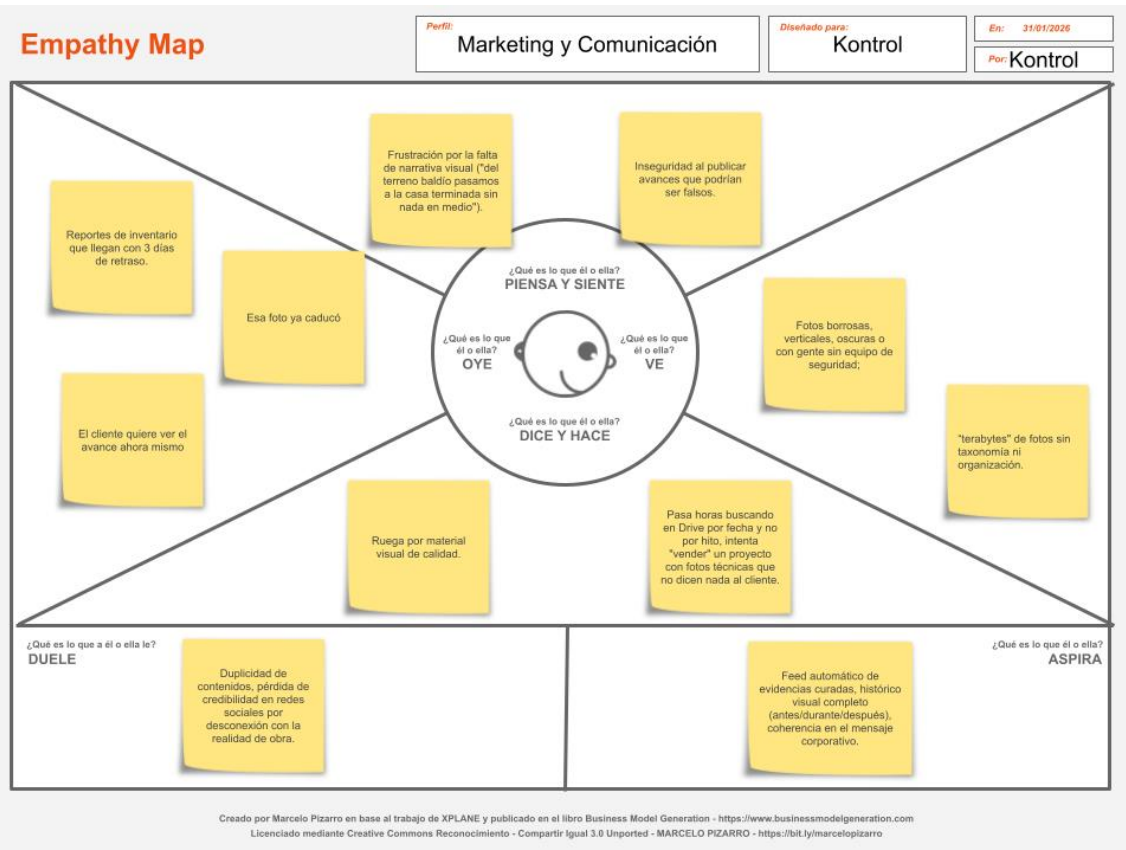 Empathy Map
Perfil:
Marketing y Comunicación
Diseñado para:
Kontrol
En: 31/01/2026
Por: Kontrol
Frustración por la falta
de narrativa visual ("del
terreno baldío pasamos
a la casa terminada sin
nada en medio").
Inseguridad al publicar
avances que podrían
ser falsos.
Reportes de inventario
que llegan con 3 días
de retraso.
Esa foto ya caducó
El cliente quiere ver el
avance ahora mismo
¿Qué es lo que él o ella?
PIENSA Y SIENTE
¿Qué es lo que
él o ella?
OYE
¿Qué es lo que
él o ella?
VE
¿Qué es lo que él o ella?
DICE Y HACE
Fotos borrosas,
verticales, oscuras o
con gente sin equipo de
seguridad;
"terabytes" de fotos sin
taxonomía ni
organización.
Ruega por material
visual de calidad.
Pasa horas buscando
en Drive por fecha y no
por hito, intenta
"vender" un proyecto
con fotos técnicas que
no dicen nada al cliente.
¿Qué es lo que a él o ella le?
DUELE
Duplicidad de
contenidos, pérdida de
credibilidad en redes
sociales por
desconexión con la
realidad de obra.
¿Qué es lo que él o ella?
ASPIRA
Feed automático de
evidencias curadas, histórico
visual completo
(antes/durante/después),
coherencia en el mensaje
corporativo.
Creado por Marcelo Pizarro en base al trabajo de XPLANE y publicado en el libro Business Model Generation - https://www.businessmodelgeneration.com
Licenciado mediante Creative Commons Reconocimiento - Compartir Igual 3.0 Unported - MARCELO PIZARRO - https://bit.ly/marcelopizarro